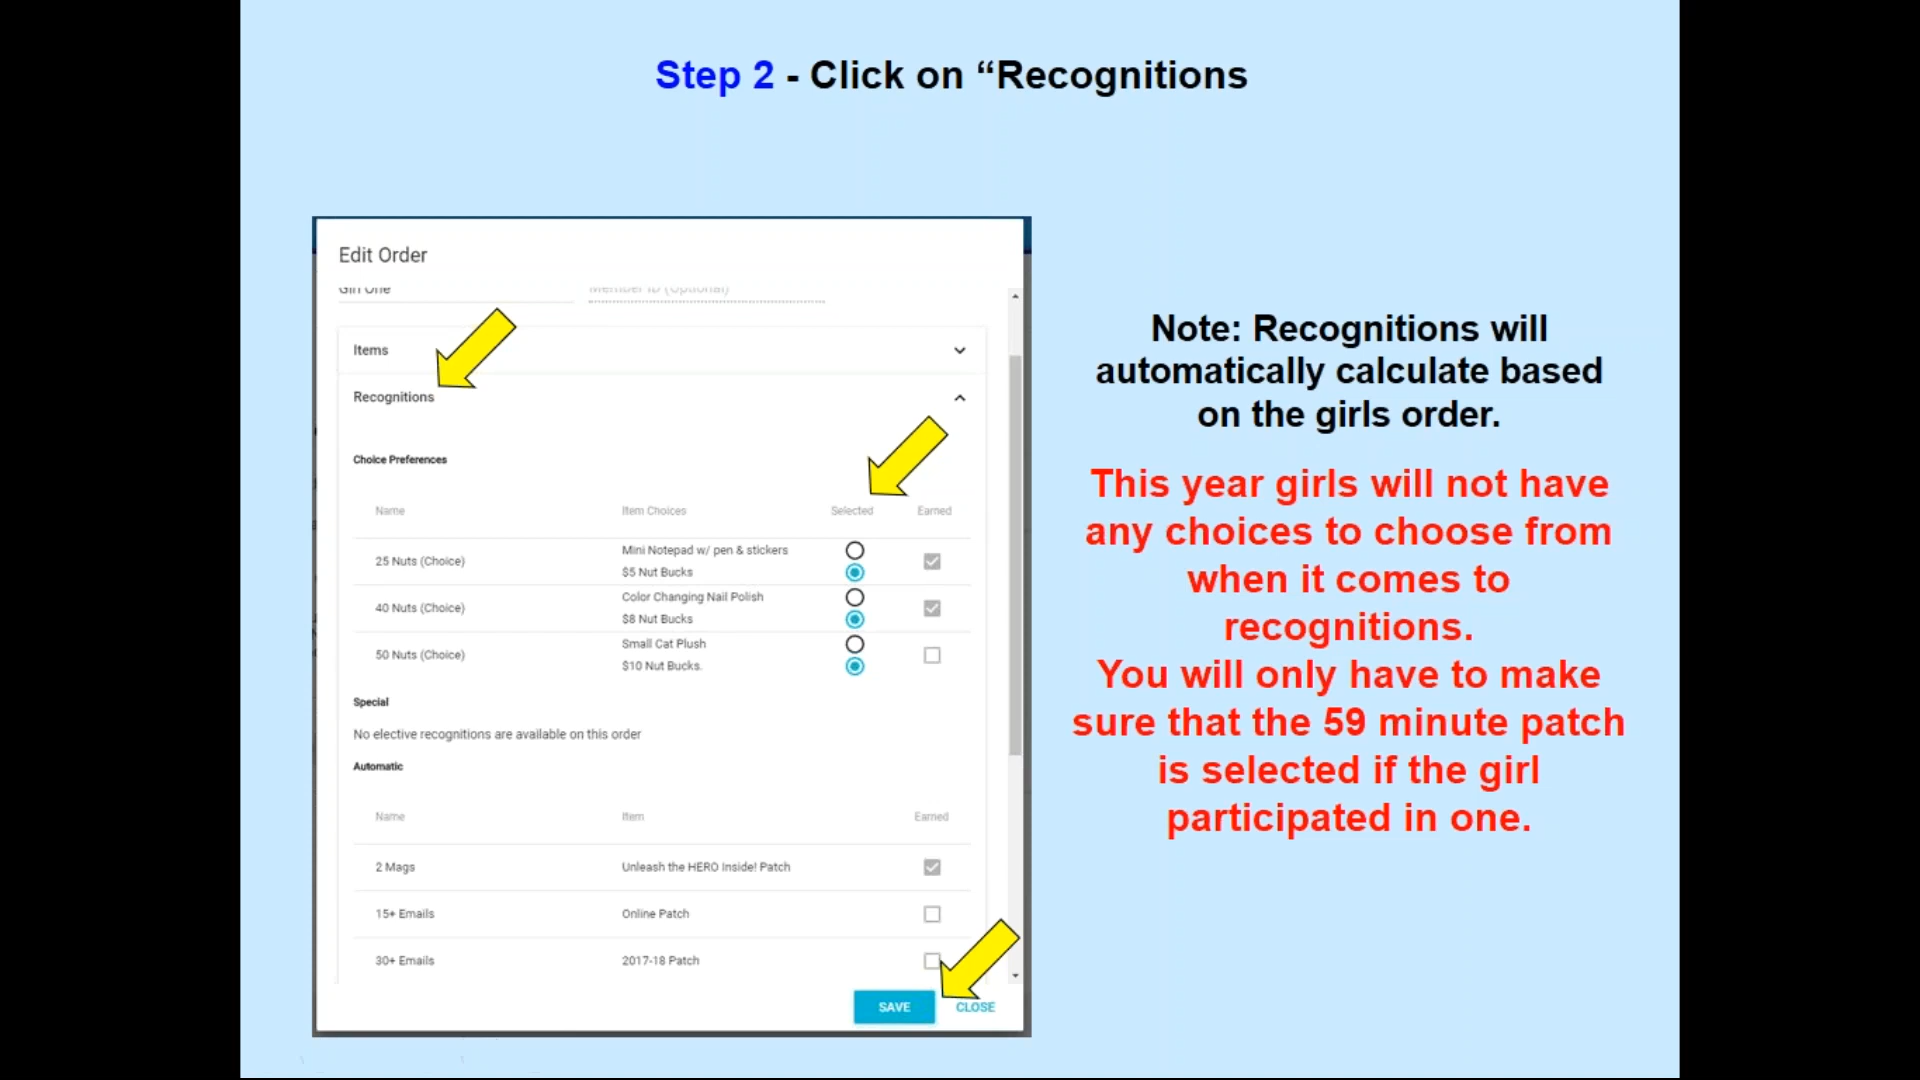 Step 2 - Click on “Recognitions
Edit Order
Girl One Member ID (Optional)
Items
Recognitions
Choice Preferences
Name Item Choices Selected Earned
25 Nuts (Choice) Mini Notepad w/ pen & stickers
$5 Nut Bucks
40 Nuts (Choice) Color Changing Nail Polish
$8 Nut Bucks
50 Nuts (Choice) Small Cat Plush
$10 Nut Bucks.
Special
No elective recognitions are available on this order
Automatic
Name Item Earned
2 Mags Unleash the HERO Inside! Patch
15+ Emails Online Patch
30+ Emails 2017-18 Patch
SAVE CLOSE
Note: Recognitions will
automatically calculate based
on the girls order.
This year girls will not have
any choices to choose from
when it comes to
recognitions.
You will only have to make
sure that the 59 minute patch
is selected if the girl
participated in one.